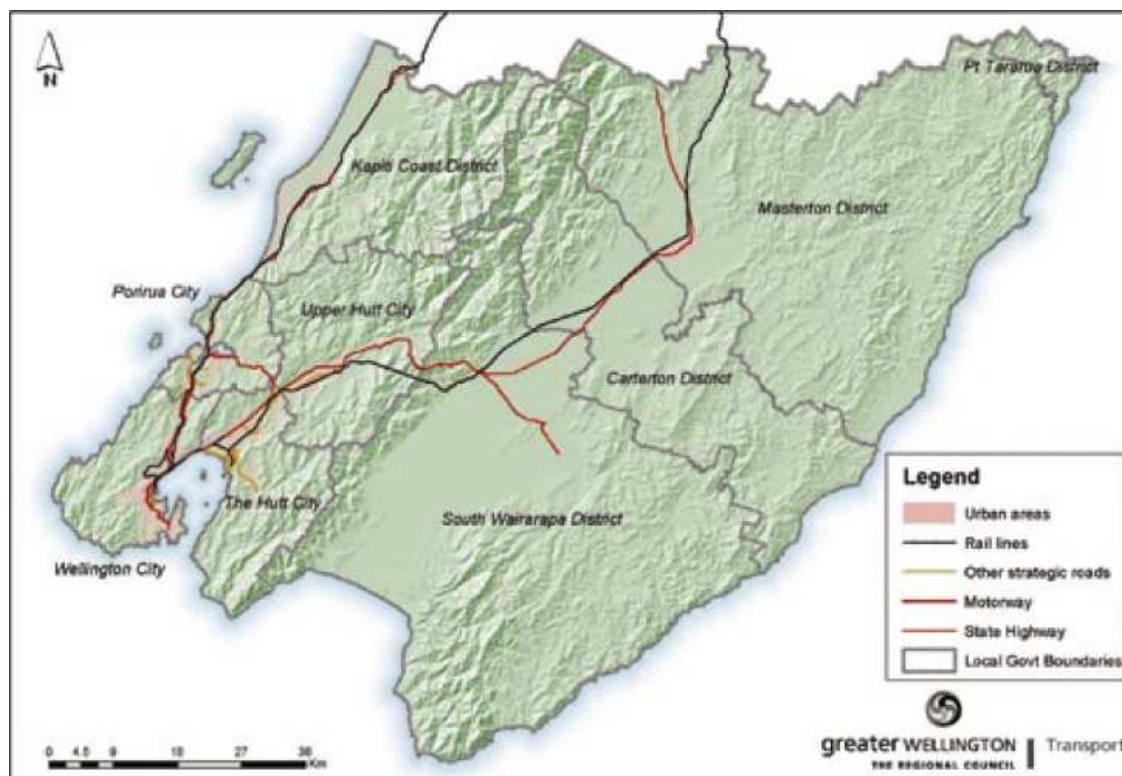 N
Pt Tararua District
Kapiti Coast District
Masterton District
Porirua City
Upper Hutt City
Carterton District
The Hutt City
South Wairarapa District
Wellington City
Legend
Urban areas
Rail lines
Other strategic roads
Motorway
State Highway
Local Govt Boundaries
0 4.5 9 18 27 36
Km
greater WELLINGTON
THE REGIONAL COUNCIL
Transport